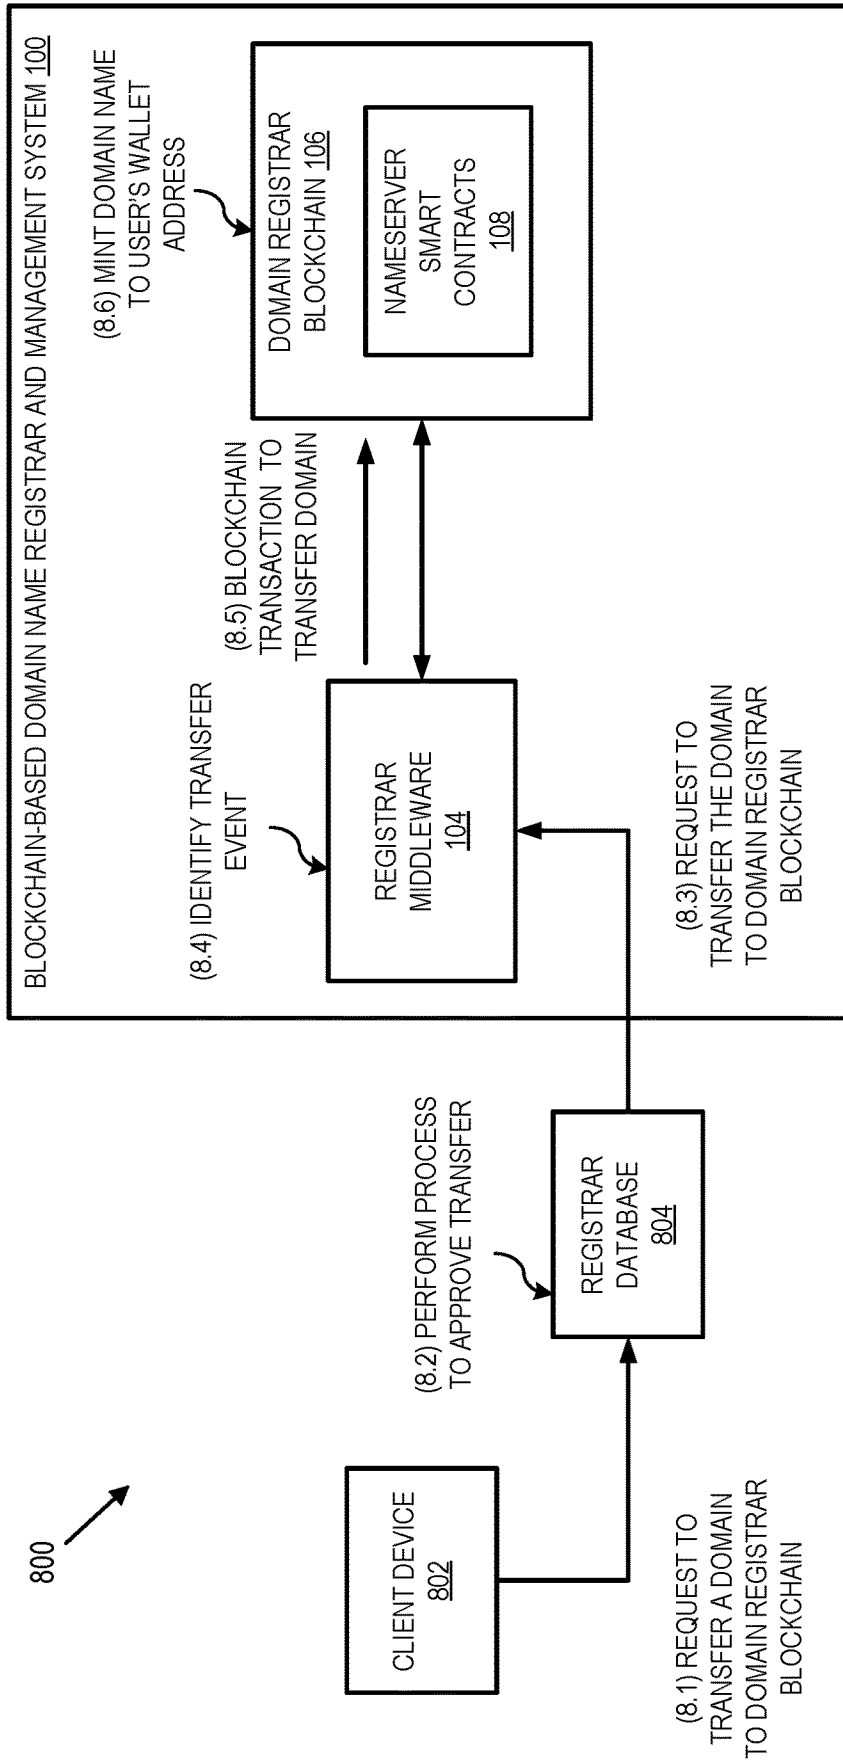 800
BLOCKCHAIN-BASED DOMAIN NAME REGISTRAR AND MANAGEMENT SYSTEM 100
CLIENT DEVICE
802
(8.1) REQUEST TO
TRANSFER A DOMAIN
TO DOMAIN REGISTRAR
BLOCKCHAIN
(8.2) PERFORM PROCESS
TO APPROVE TRANSFER
REGISTRAR
DATABASE
804
(8.3) REQUEST TO
TRANSFER THE DOMAIN
TO DOMAIN REGISTRAR
BLOCKCHAIN
(8.4) IDENTIFY TRANSFER
EVENT
REGISTRAR
MIDDLEWARE
104
(8.5) BLOCKCHAIN
TRANSACTION TO
TRANSFER DOMAIN
(8.6) MINT DOMAIN NAME
TO USER'S WALLET
ADDRESS
DOMAIN REGISTRAR
BLOCKCHAIN 106
NAMESERVER
SMART
CONTRACTS
108